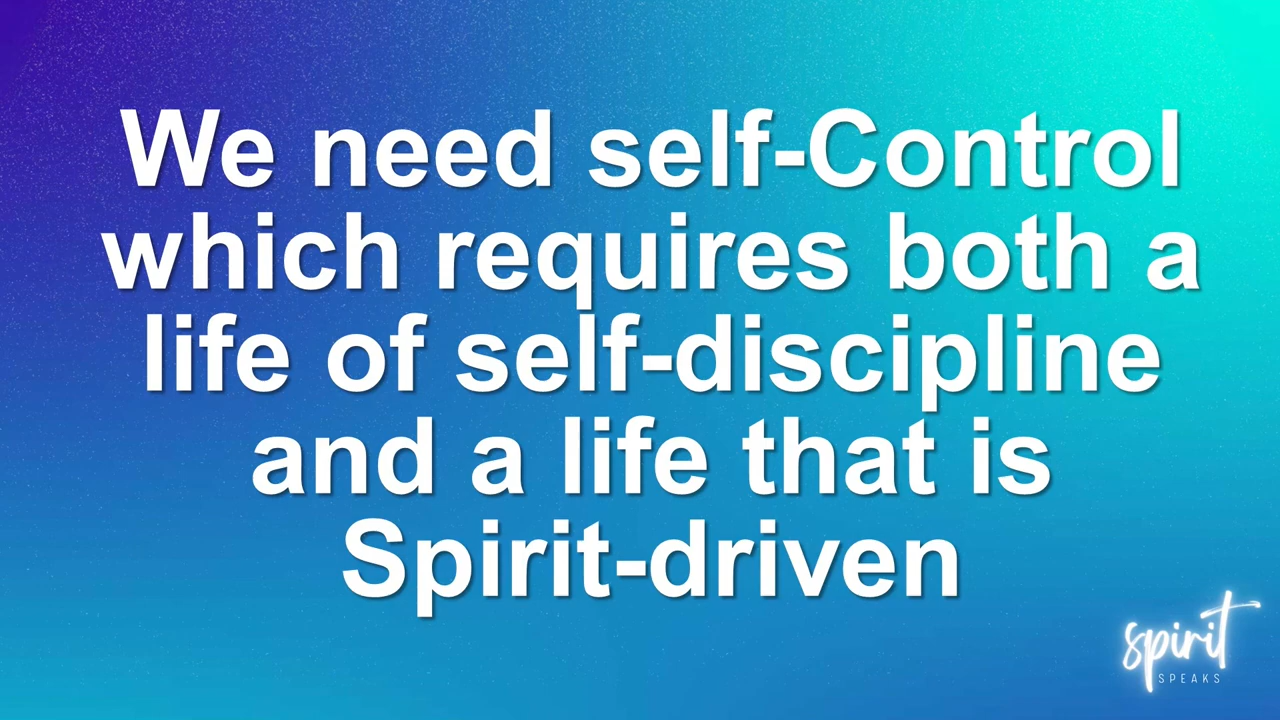 We need self-Control
which requires both a
life of self-discipline
and a life that is
Spirit-driven
spirit
SPEAKS